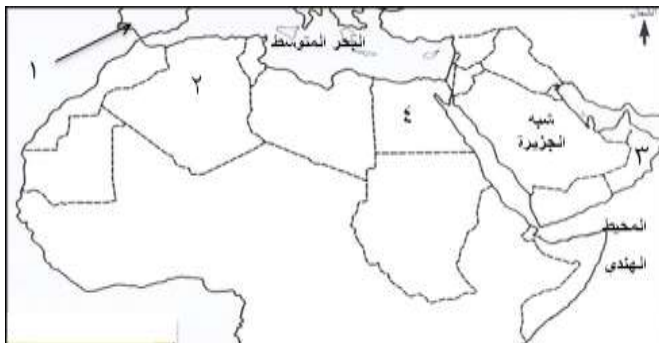 الشمال
البحر المتوسط
١
٢
٤
شبه
الجزيرة
٣
المحيط
الهندى